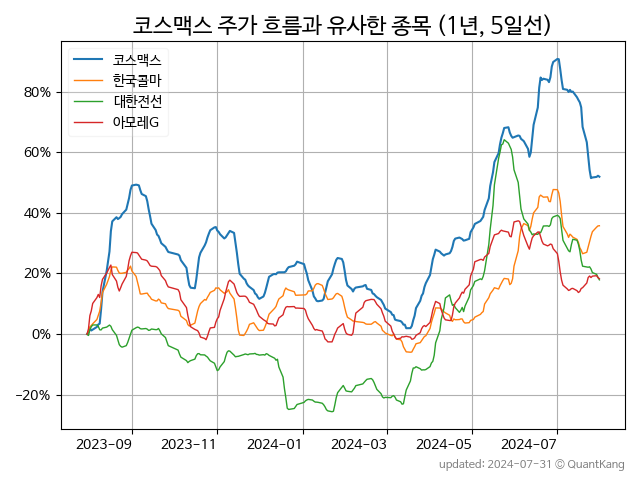 코스맥스 주가 흐름과 유사한 종목 (1년, 5일선)
코스맥스
한국콜마
대한전선
아모레G
80%
60%
40%
20%
0%
−20%
2023-09 2023-11 2024-01 2024-03 2024-05 2024-07
updated: 2024-07-31 © QuantKang